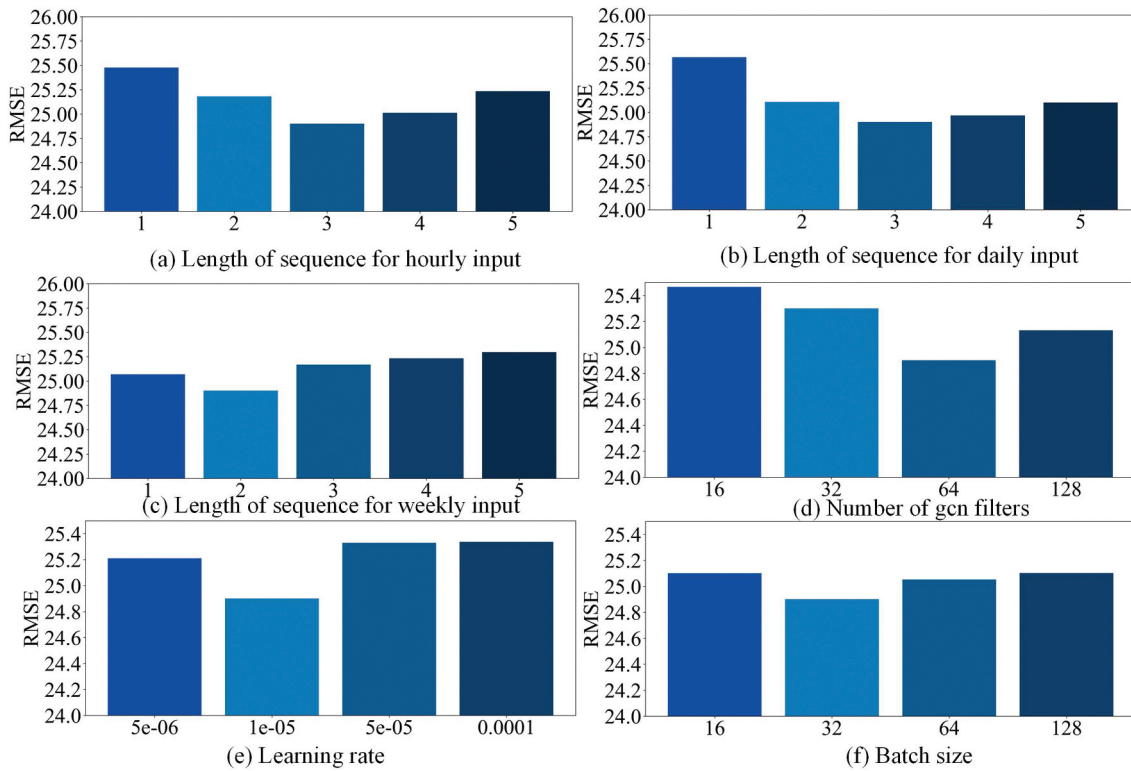 RMSE
26.00
25.75
25.50
25.25
25.00
24.75
24.50
24.25
24.00
1 2 3 4 5
(a) Length of sequence for hourly input
RMSE
26.00
25.75
25.50
25.25
25.00
24.75
24.50
24.25
24.00
1 2 3 4 5
(b) Length of sequence for daily input
RMSE
26.00
25.75
25.50
25.25
25.00
24.75
24.50
24.25
24.00
1 2 3 4 5
(c) Length of sequence for weekly input
RMSE
25.4
25.2
25.0
24.8
24.6
24.4
24.2
24.0
16 32 64 128
(d) Number of gcn filters
RMSE
25.4
25.2
25.0
24.8
24.6
24.4
24.2
24.0
5e-06 1e-05 5e-05 0.0001
(e) Learning rate
RMSE
25.4
25.2
25.0
24.8
24.6
24.4
24.2
24.0
16 32 64 128
(f) Batch size